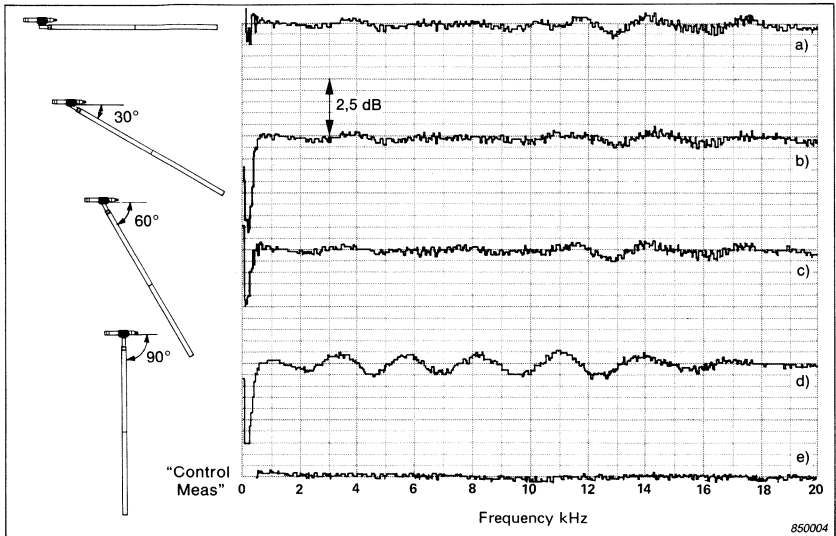 a)
2,5 dB
30°
b)
60°
c)
90°
d)
e)
"Control
Meas"
0 2 4 6 8 10 12 14 16 18 20
Frequency kHz
850004